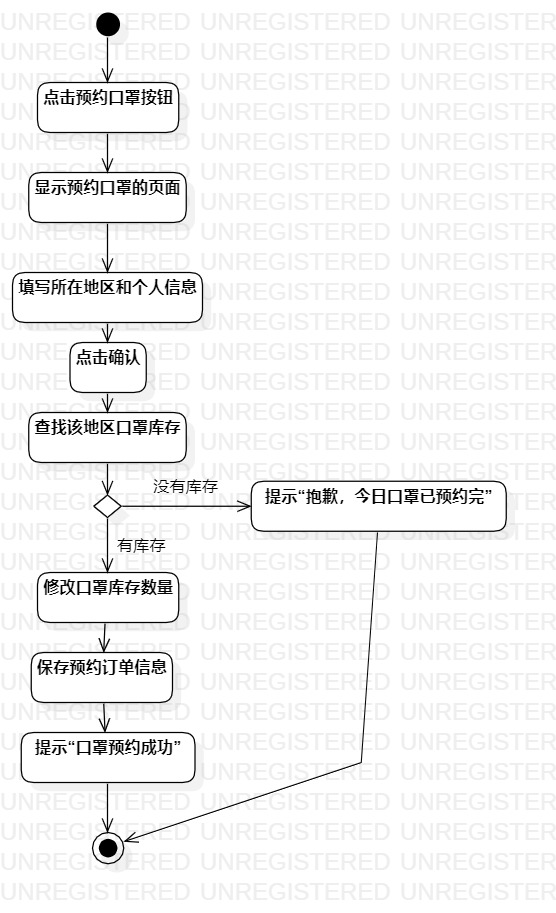 点击预约口罩按钮
显示预约口罩的页面
填写所在地区和个人信息
点击确认
查找该地区口罩库存
没有库存
提示“抱歉，今日口罩已预约完”
有库存
修改口罩库存数量
保存预约订单信息
提示“口罩预约成功”
UNREGISTERED